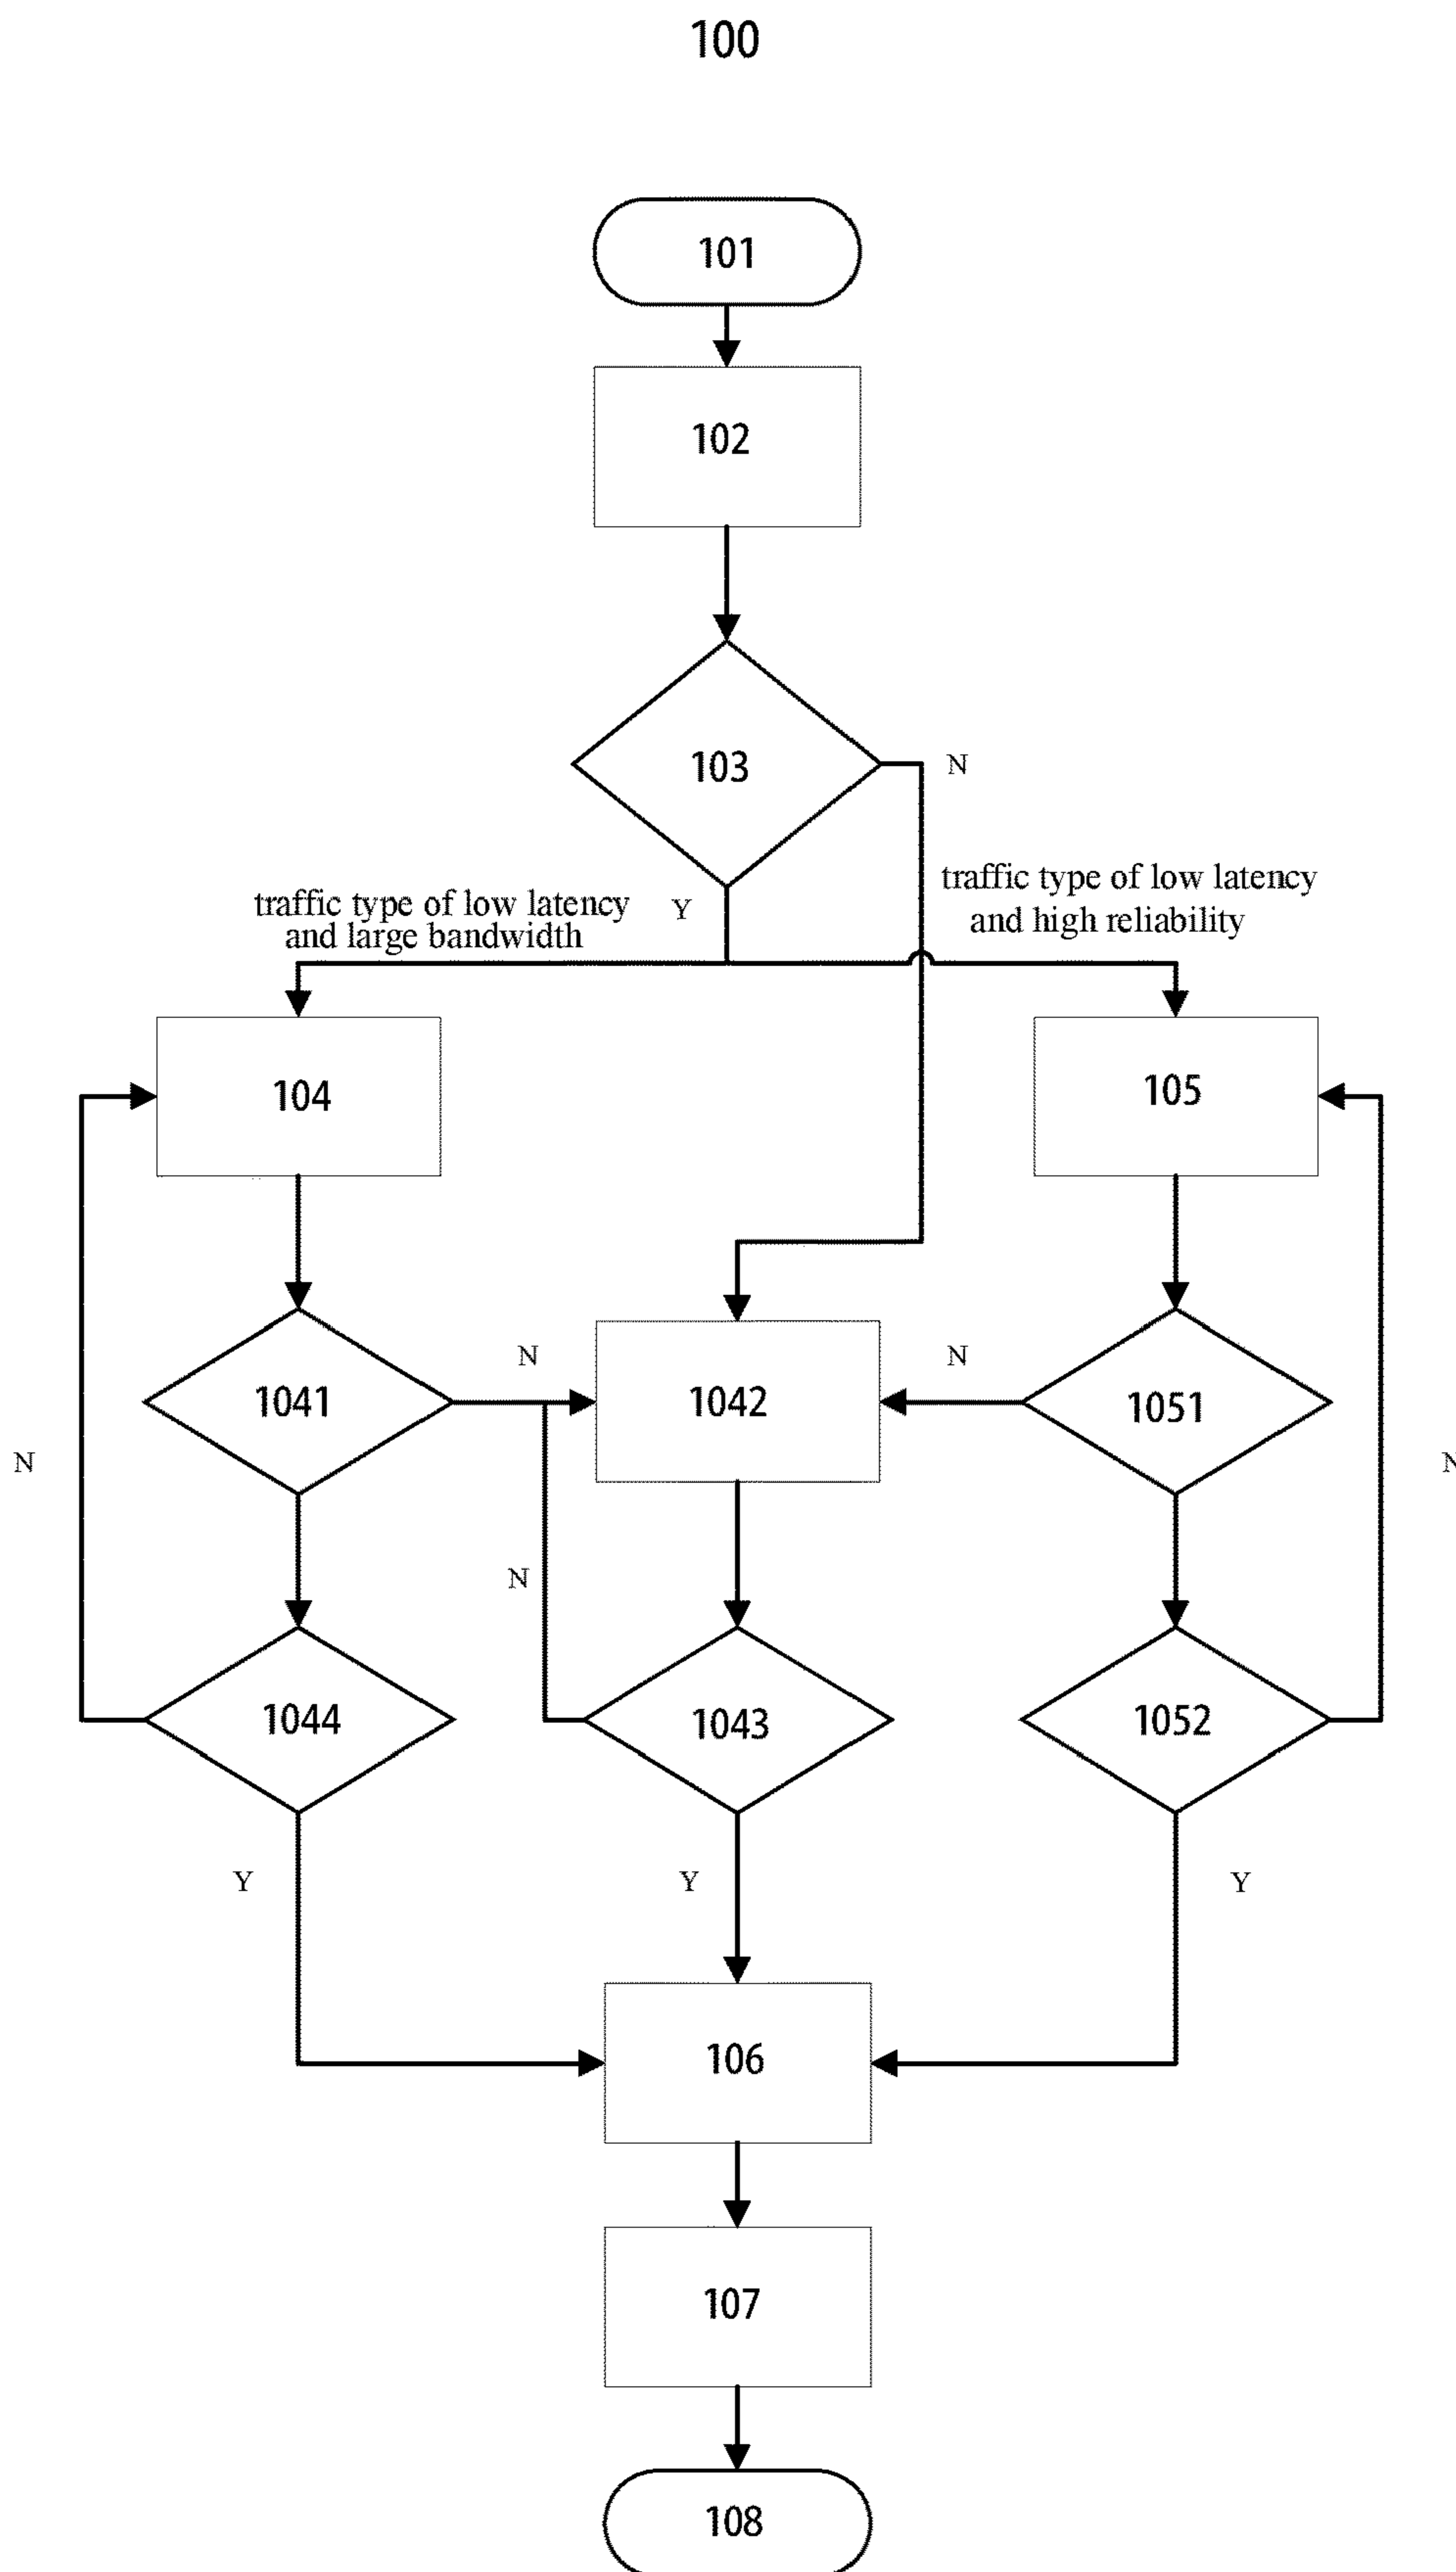 100
101
102
103
N
traffic type of low latency
and large bandwidth
Y
traffic type of low latency
and high reliability
104
105
1041
N
1042
N
1051
N
N
N
1044
1043
1052
Y
Y
Y
106
107
108